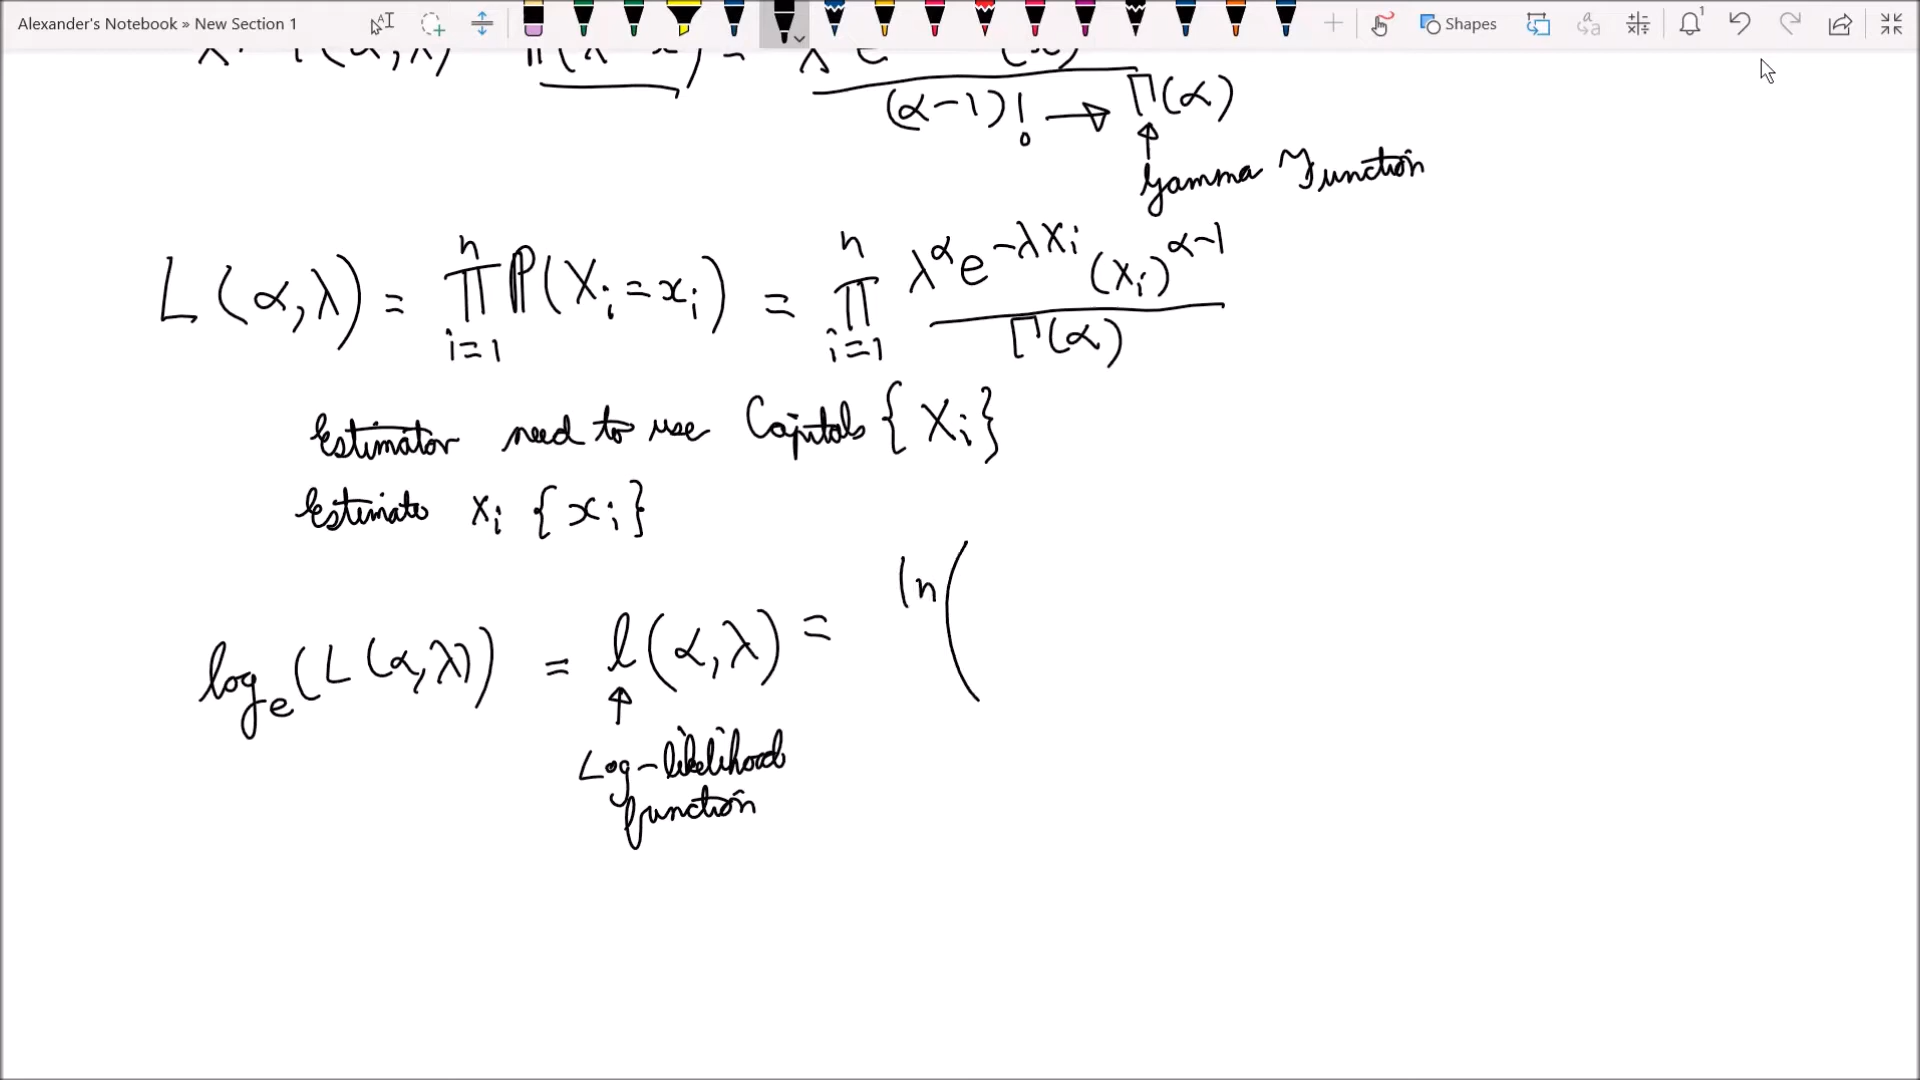 Alexander's Notebook » New Section 1
Shapes
1
(α-1)! → Γ(α)
↑
Gamma Function
L(α,λ) = ∏_{i=1}^{n} ℙ(X_i = x_i) = ∏_{i=1}^{n} λ^α e^{-λx_i} (x_i)^{α-1} / Γ(α)
Estimator need to use Capitals {X_i}
Estimate x_i {x_i}
log_e(L(α,λ)) = l(α,λ) = ln(
↑
Log-likelihood
function